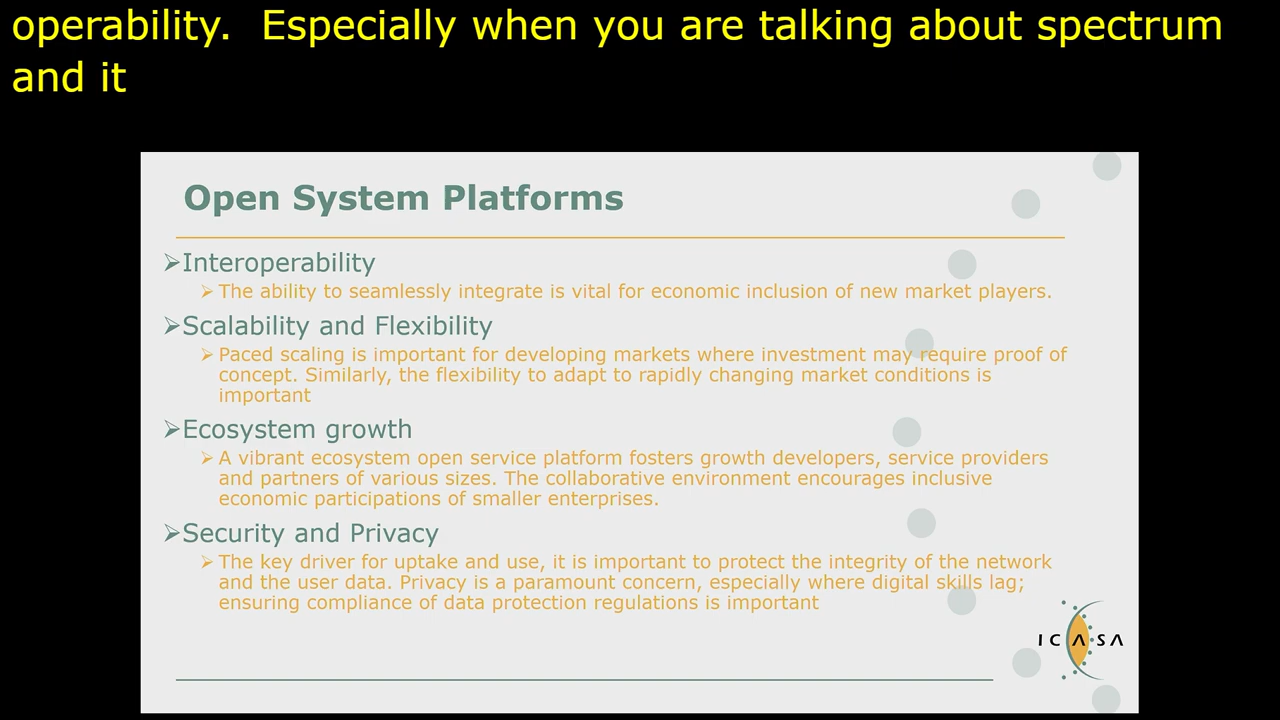 operability.  Especially when you are talking about spectrum
and it
Open System Platforms
➢Interoperability
➢The ability to seamlessly integrate is vital for economic inclusion of new market players.
➢Scalability and Flexibility
➢Paced scaling is important for developing markets where investment may require proof of
concept. Similarly, the flexibility to adapt to rapidly changing market conditions is
important
➢Ecosystem growth
➢A vibrant ecosystem open service platform fosters growth developers, service providers
and partners of various sizes. The collaborative environment encourages inclusive
economic participations of smaller enterprises.
➢Security and Privacy
➢The key driver for uptake and use, it is important to protect the integrity of the network
and the user data. Privacy is a paramount concern, especially where digital skills lag;
ensuring compliance of data protection regulations is important
ICASA